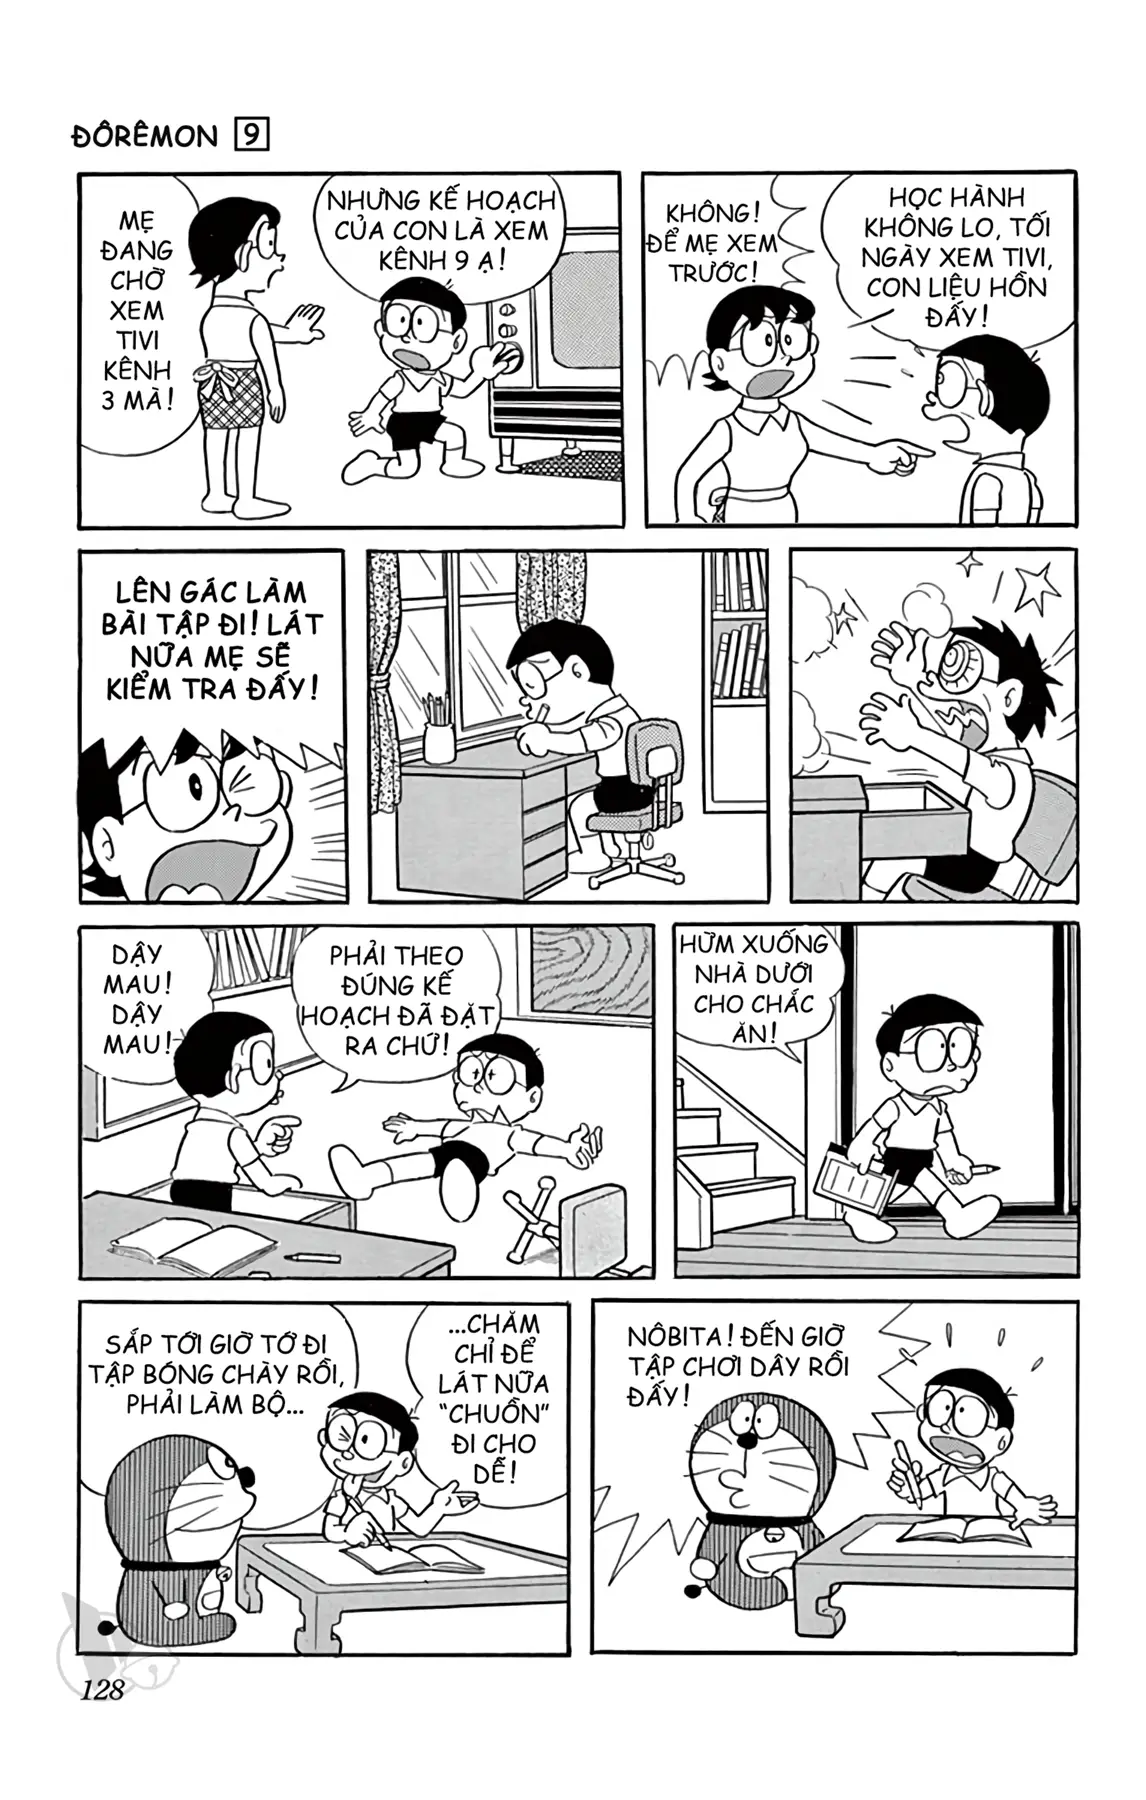 ĐÔRÊMON 9
MẸ
ĐANG
CHỜ
XEM
TIVI
KÊNH
3 MÀ!
NHƯNG KẾ HOẠCH
CỦA CON LÀ XEM
KÊNH 9 Ạ!
KHÔNG!
ĐỂ MẸ XEM
TRƯỚC!
HỌC HÀNH
KHÔNG LO, TỐI
NGÀY XEM TIVI,
CON LIỆU HỒN
ĐẤY!
LÊN GÁC LÀM
BÀI TẬP ĐI! LÁT
NỮA MẸ SẼ
KIỂM TRA ĐẤY!
DẬY
MAU!
DẬY
MAU!
PHẢI THEO
ĐÚNG KẾ
HOẠCH ĐÃ ĐẶT
RA CHỨ!
HỪM XUỐNG
NHÀ DƯỚI
CHO CHẮC
ĂN!
SẮP TỚI GIỜ TỚ ĐI
TẬP BÓNG CHÀY RỒI,
PHẢI LÀM BỘ...
...CHĂM
CHỈ ĐỂ
LÁT NỮA
“CHUỒN”
ĐI CHO
DỄ!
NÔBITA! ĐẾN GIỜ
TẬP CHƠI DÂY RỒI
ĐẤY!
128